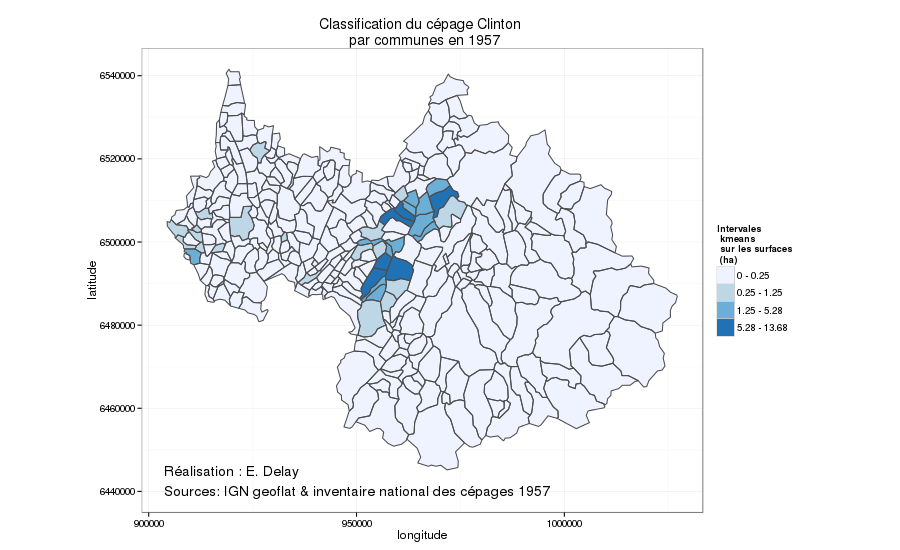 Classification du cépage Clinton
par communes en 1957
6540000
6520000
6500000
6480000
6460000
6440000
latitude
900000
950000
1000000
longitude
Réalisation : E. Delay
Sources: IGN geoflat & inventaire national des cépages 1957
Intervales
kmeans
sur les surfaces
(ha)
0 - 0.25
0.25 - 1.25
1.25 - 5.28
5.28 - 13.68